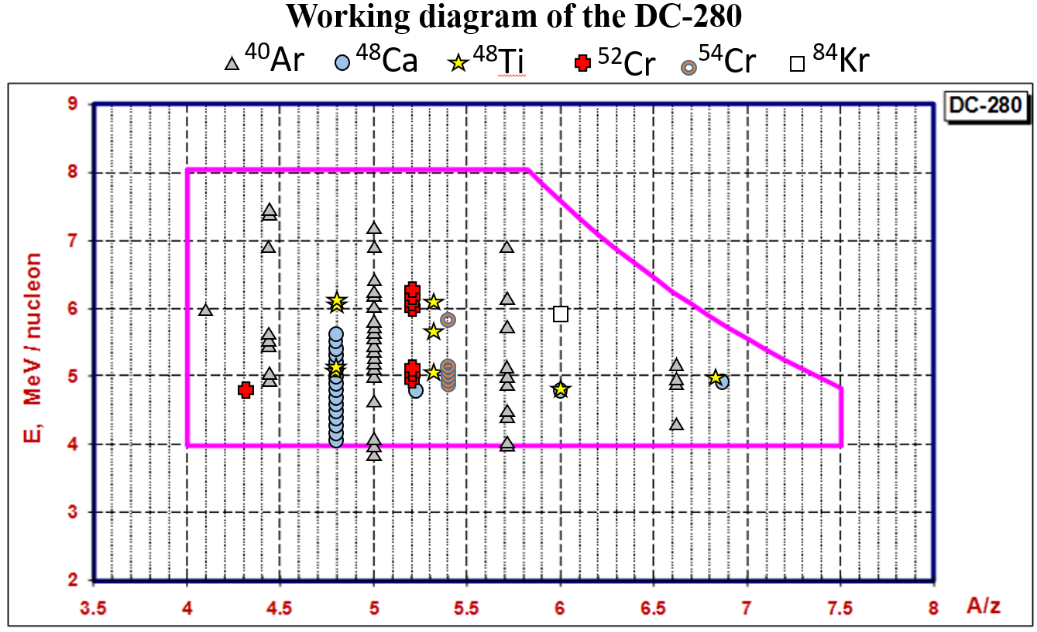 Working diagram of the DC-280
40Ar 48Ca 48Ti 52Cr 54Cr 84Kr
DC-280
9
8
7
6
5
4
3
2
E, MeV / nucleon
3.5 4 4.5 5 5.5 6 6.5 7 7.5 8 A/z